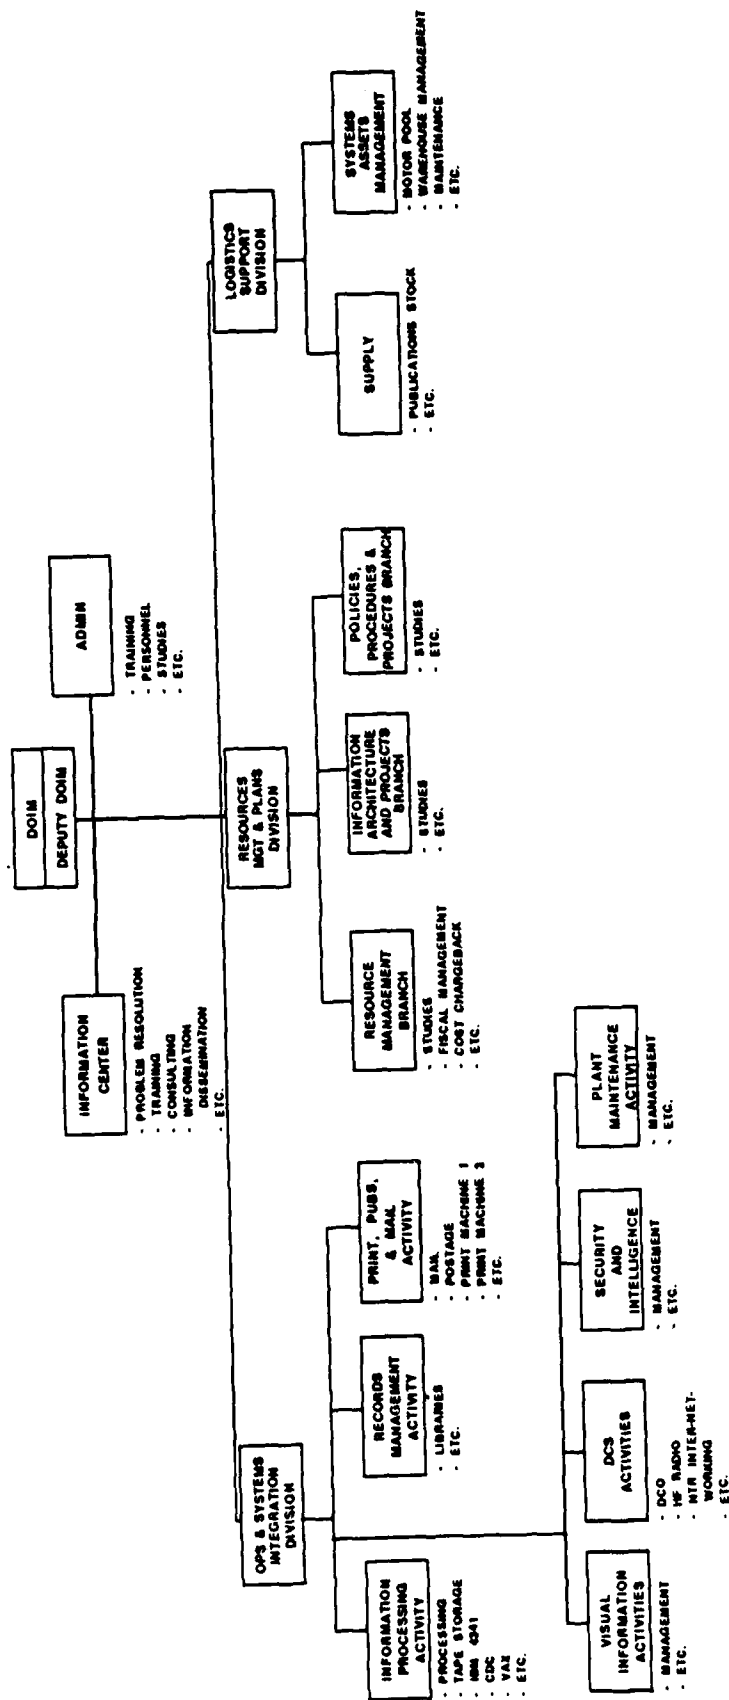 DOIM
DEPUTY DOIM
INFORMATION
CENTER
- PROBLEM RESOLUTION
- TRAINING
- CONSULTING
- INFORMATION
DISSEMINATION
- ETC.
ADMIN
- TRAINING
- PERSONNEL
- STUDIES
- ETC.
OPS & SYSTEMS
INTEGRATION
DIVISION
RESOURCES
MGT & PLANS
DIVISION
LOGISTICS
SUPPORT
DIVISION
INFORMATION
PROCESSING
ACTIVITY
- PROCESSING
- TAPE STORAGE
- IBM 4341
- CDC
- VAX
- ETC.
RECORDS
MANAGEMENT
ACTIVITY
- LIBRARIES
- ETC.
PRINT, PUBS,
& MAIL
ACTIVITY
- MAIL
- POSTAGE
- PRINT MACHINE 1
- PRINT MACHINE 2
- ETC.
RESOURCE
MANAGEMENT
BRANCH
- STUDIES
- FISCAL MANAGEMENT
- COST CHARGEBACK
- ETC.
INFORMATION
ARCHITECTURE
AND PROJECTS
BRANCH
- STUDIES
- ETC.
POLICIES,
PROCEDURES &
PROJECTS BRANCH
- STUDIES
- ETC.
SUPPLY
- PUBLICATIONS STOCK
- ETC.
SYSTEMS
ASSETS
MANAGEMENT
- MOTOR POOL
- WAREHOUSE MANAGEMENT
- MAINTENANCE
- ETC.
VISUAL
INFORMATION
ACTIVITIES
- MANAGEMENT
- ETC.
DCS
ACTIVITIES
- DCO
- HF RADIO
- MTR INTER-NET-
WORKING
- ETC.
SECURITY
AND
INTELLIGENCE
- MANAGEMENT
- ETC.
PLANT
MAINTENANCE
ACTIVITY
- MANAGEMENT
- ETC.